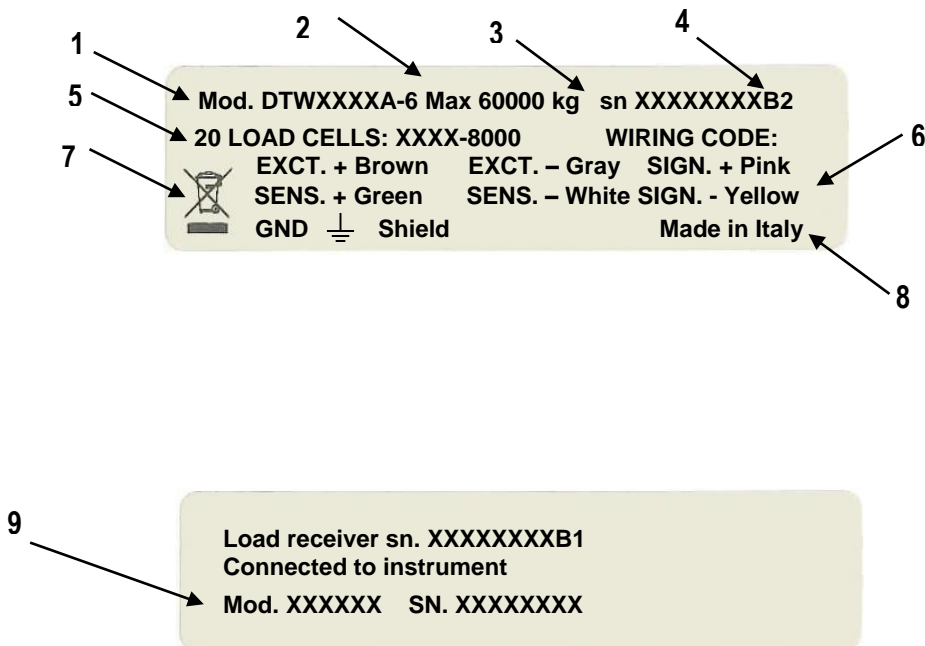 1
2
3
4
Mod. DTWXXXXA-6 Max 60000 kg sn XXXXXXXXB2
5
20 LOAD CELLS: XXXX-8000 WIRING CODE:
6
7
EXCT. + Brown EXCT. – Gray SIGN. + Pink
SENS. + Green SENS. – White SIGN. - Yellow
GND Shield Made in Italy
8
9
Load receiver sn. XXXXXXXXB1
Connected to instrument
Mod. XXXXXX SN. XXXXXXXX